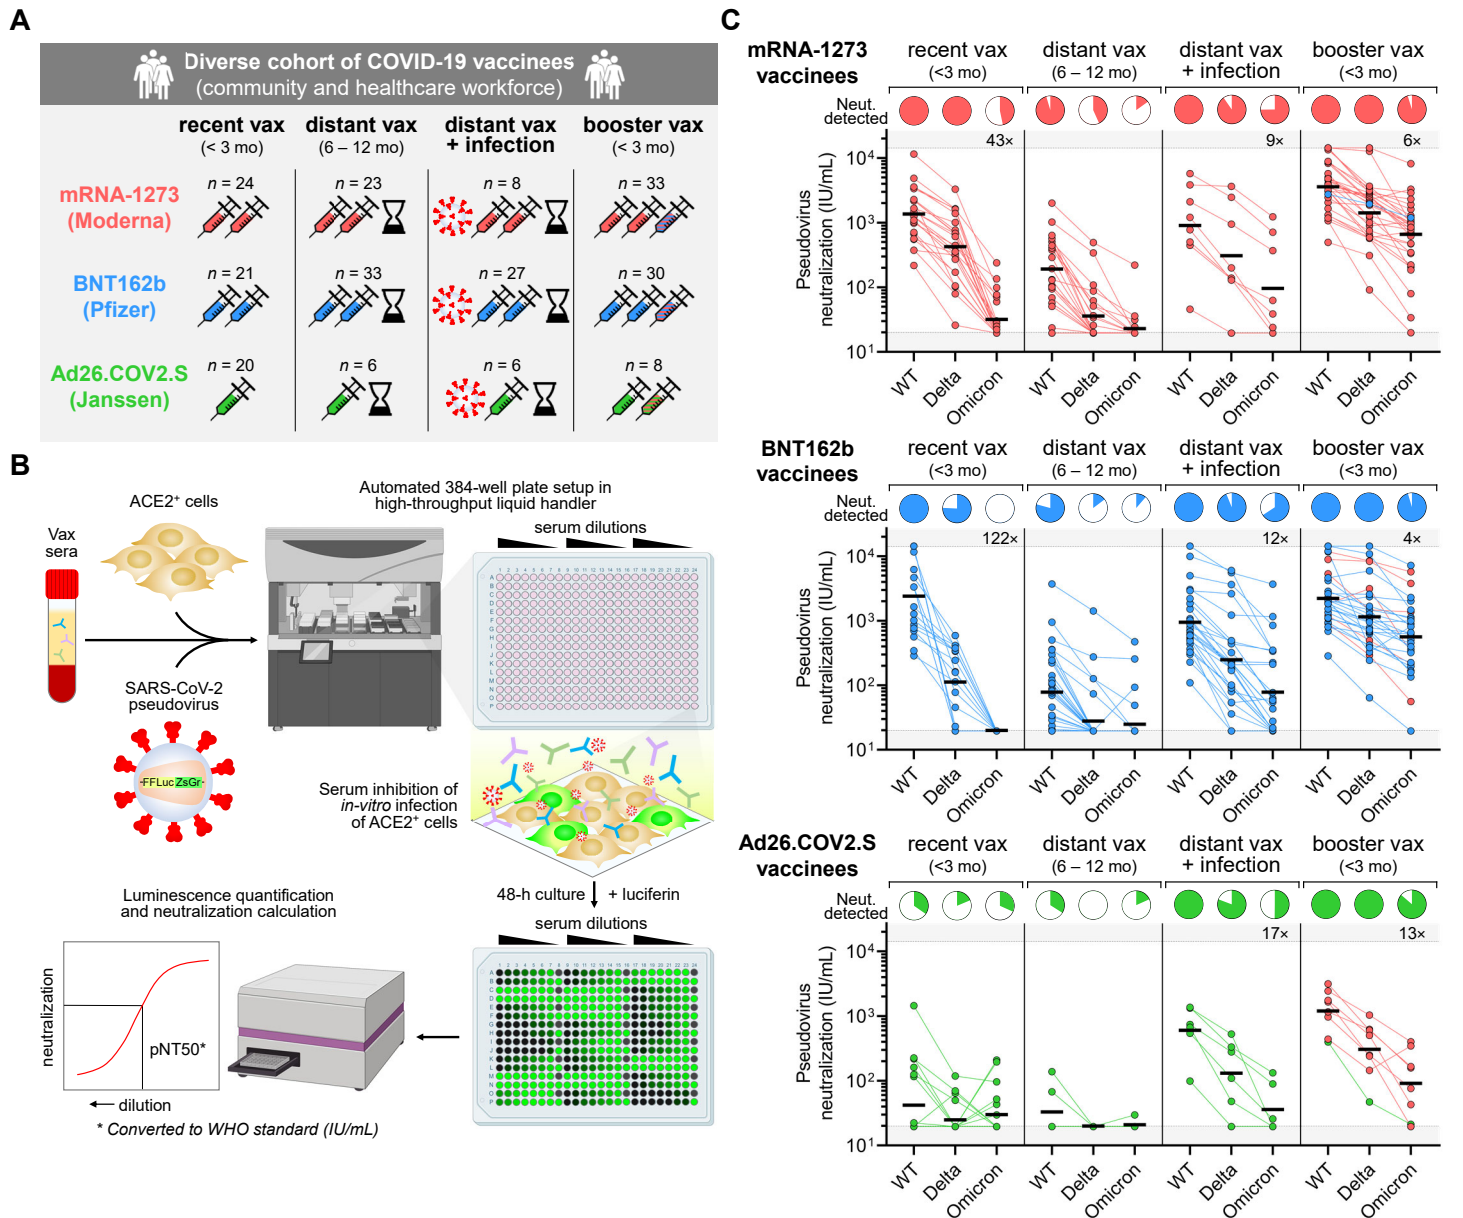 A
Diverse cohort of COVID-19 vaccinees
(community and healthcare workforce)
recent vax
(< 3 mo)
distant vax
(6 – 12 mo)
distant vax
+ infection
booster vax
(< 3 mo)
mRNA-1273
(Moderna)
n = 24
n = 23
n = 8
n = 33
BNT162b
(Pfizer)
n = 21
n = 33
n = 27
n = 30
Ad26.COV2.S
(Janssen)
n = 20
n = 6
n = 6
n = 8
B
Vax
sera
ACE2⁺ cells
SARS-CoV-2
pseudovirus
FFLuc ZsGr
Automated 384-well plate setup in
high-throughput liquid handler
serum dilutions
Serum inhibition of
in-vitro infection
of ACE2⁺ cells
48-h culture
+ luciferin
serum dilutions
Luminescence quantification
and neutralization calculation
neutralization
pNT50*
dilution
* Converted to WHO standard (IU/mL)
C
mRNA-1273
vaccinees
recent vax
(<3 mo)
distant vax
(6 – 12 mo)
distant vax
+ infection
booster vax
(<3 mo)
Neut.
detected
43×
9×
6×
Pseudovirus
neutralization (IU/mL)
10⁴
10³
10²
10¹
WT
Delta
Omicron
WT
Delta
Omicron
WT
Delta
Omicron
WT
Delta
Omicron
BNT162b
vaccinees
recent vax
(<3 mo)
distant vax
(6 – 12 mo)
distant vax
+ infection
booster vax
(<3 mo)
Neut.
detected
122×
12×
4×
Pseudovirus
neutralization (IU/mL)
10⁴
10³
10²
10¹
WT
Delta
Omicron
WT
Delta
Omicron
WT
Delta
Omicron
WT
Delta
Omicron
Ad26.COV2.S
vaccinees
recent vax
(<3 mo)
distant vax
(6 – 12 mo)
distant vax
+ infection
booster vax
(<3 mo)
Neut.
detected
17×
13×
Pseudovirus
neutralization (IU/mL)
10⁴
10³
10²
10¹
WT
Delta
Omicron
WT
Delta
Omicron
WT
Delta
Omicron
WT
Delta
Omicron